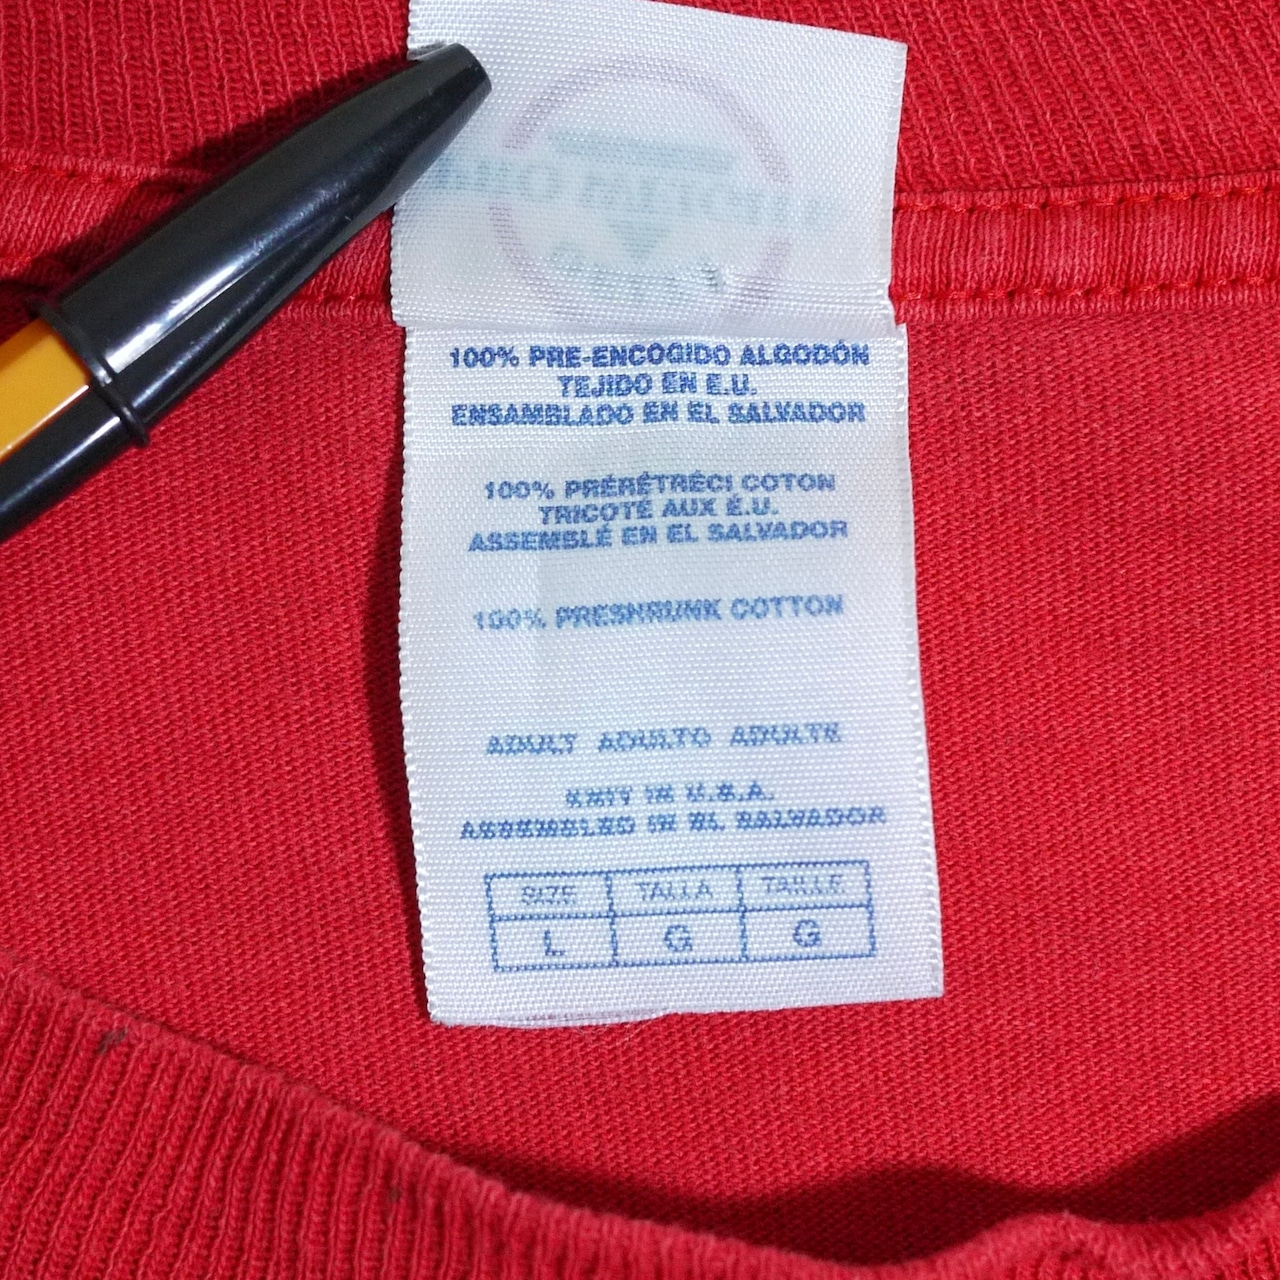 100% PRE-ENCOGIDO ALGODÓN
TEJIDO EN E.U.
ENSAMBLADO EN EL SALVADOR
100% PRÉRÉTRÉCI COTON
TRICOTÉ AUX É.U.
ASSEMBLÉ EN EL SALVADOR
100% PRESHRUNK COTTON
ADULT ADULTO ADULTE
KNIT IN U.S.A.
ASSEMBLED IN EL SALVADOR
SIZE TALLA TAILLE
L G G